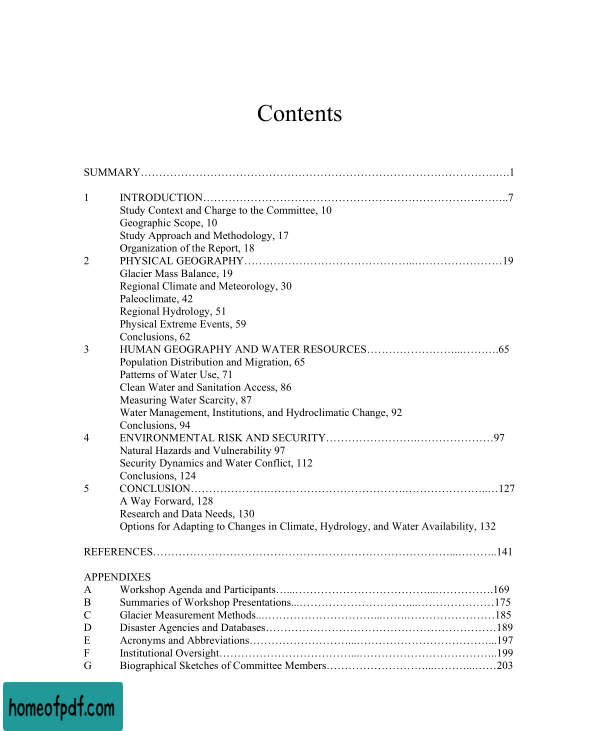 Contents
SUMMARY……………………………………………………………………………………….….1
1 INTRODUCTION…………………………………………………………………….……..7
Study Context and Charge to the Committee, 10
Geographic Scope, 10
Study Approach and Methodology, 17
Organization of the Report, 18
2 PHYSICAL GEOGRAPHY………………………………………..……………………19
Glacier Mass Balance, 19
Regional Climate and Meteorology, 30
Paleoclimate, 42
Regional Hydrology, 51
Physical Extreme Events, 59
Conclusions, 62
3 HUMAN GEOGRAPHY AND WATER RESOURCES……………………...……….65
Population Distribution and Migration, 65
Patterns of Water Use, 71
Clean Water and Sanitation Access, 86
Measuring Water Scarcity, 87
Water Management, Institutions, and Hydroclimatic Change, 92
Conclusions, 94
4 ENVIRONMENTAL RISK AND SECURITY…………………….…………………97
Natural Hazards and Vulnerability 97
Security Dynamics and Water Conflict, 112
Conclusions, 124
5 CONCLUSION………………….…………………………………………………..…127
A Way Forward, 128
Research and Data Needs, 130
Options for Adapting to Changes in Climate, Hydrology, and Water Availability, 132
REFERENCES………………………………………………………………………...………..141
APPENDIXES
A Workshop Agenda and Participants…...………………………………...…………….169
B Summaries of Workshop Presentations...…………………………...…………………175
C Glacier Measurement Methods...……………………………...………………………185
D Disaster Agencies and Databases………………………………………………………189
E Acronyms and Abbreviations………………………...………………………………...197
F Institutional Oversight………………………………...………………………...………199
G Biographical Sketches of Committee Members………………………...………..……203
homeofpdf.com